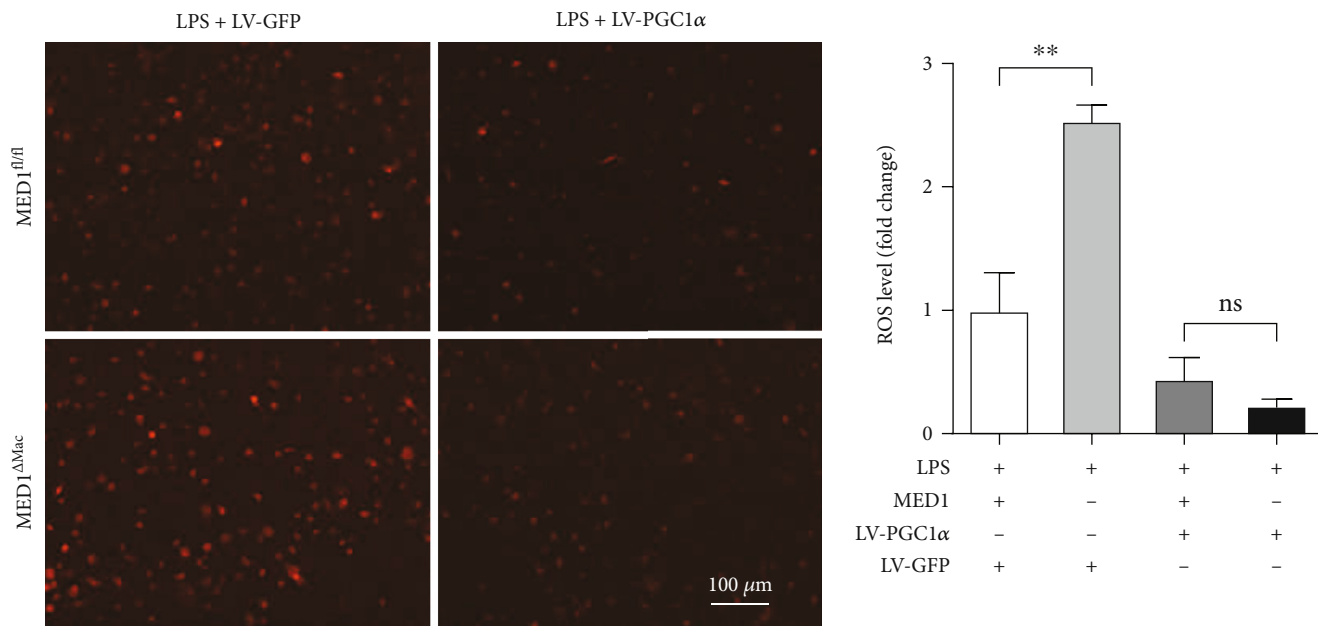 LPS + LV-GFP
LPS + LV-PGC1α
MED1fl/fl
MED1ΔMac
100 μm
ROS level (fold change)
3
2
1
0
**
ns
LPS + + + +
MED1 + – + –
LV-PGC1α – – + +
LV-GFP + + – –